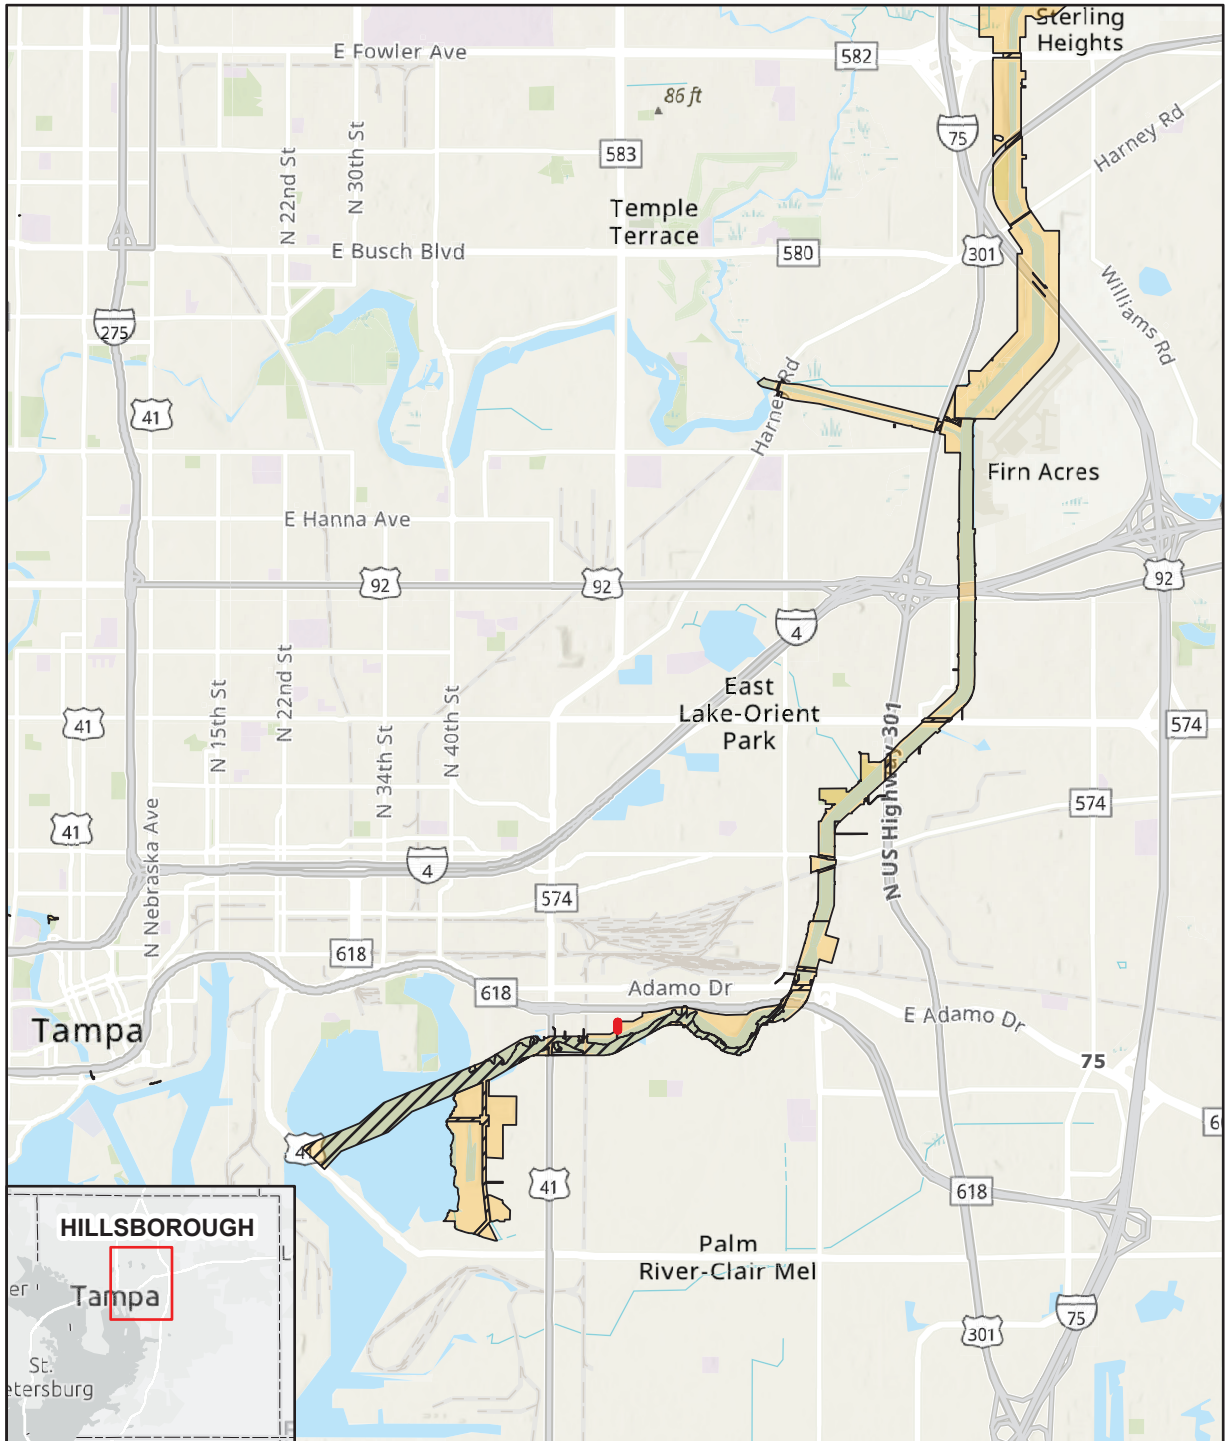 Sterling
Heights
E Fowler Ave
582
86 ft
75
Harney Rd
N 30th St
583
N 22nd St
Temple
Terrace
E Busch Blvd
580
301
Williams Rd
275
41
Harney Rd
Firn Acres
E Hanna Ave
92
92
92
4
East
Lake-Orient
Park
N 15th St
N 22nd St
N 34th St
N 40th St
41
574
N US Highway 301
574
41
N Nebraska Ave
4
574
618
618
Adamo Dr
E Adamo Dr
Tampa
75
41
618
Palm
River-Clair Mel
301
75
HILLSBOROUGH
Tampa
St.
etersburg
er